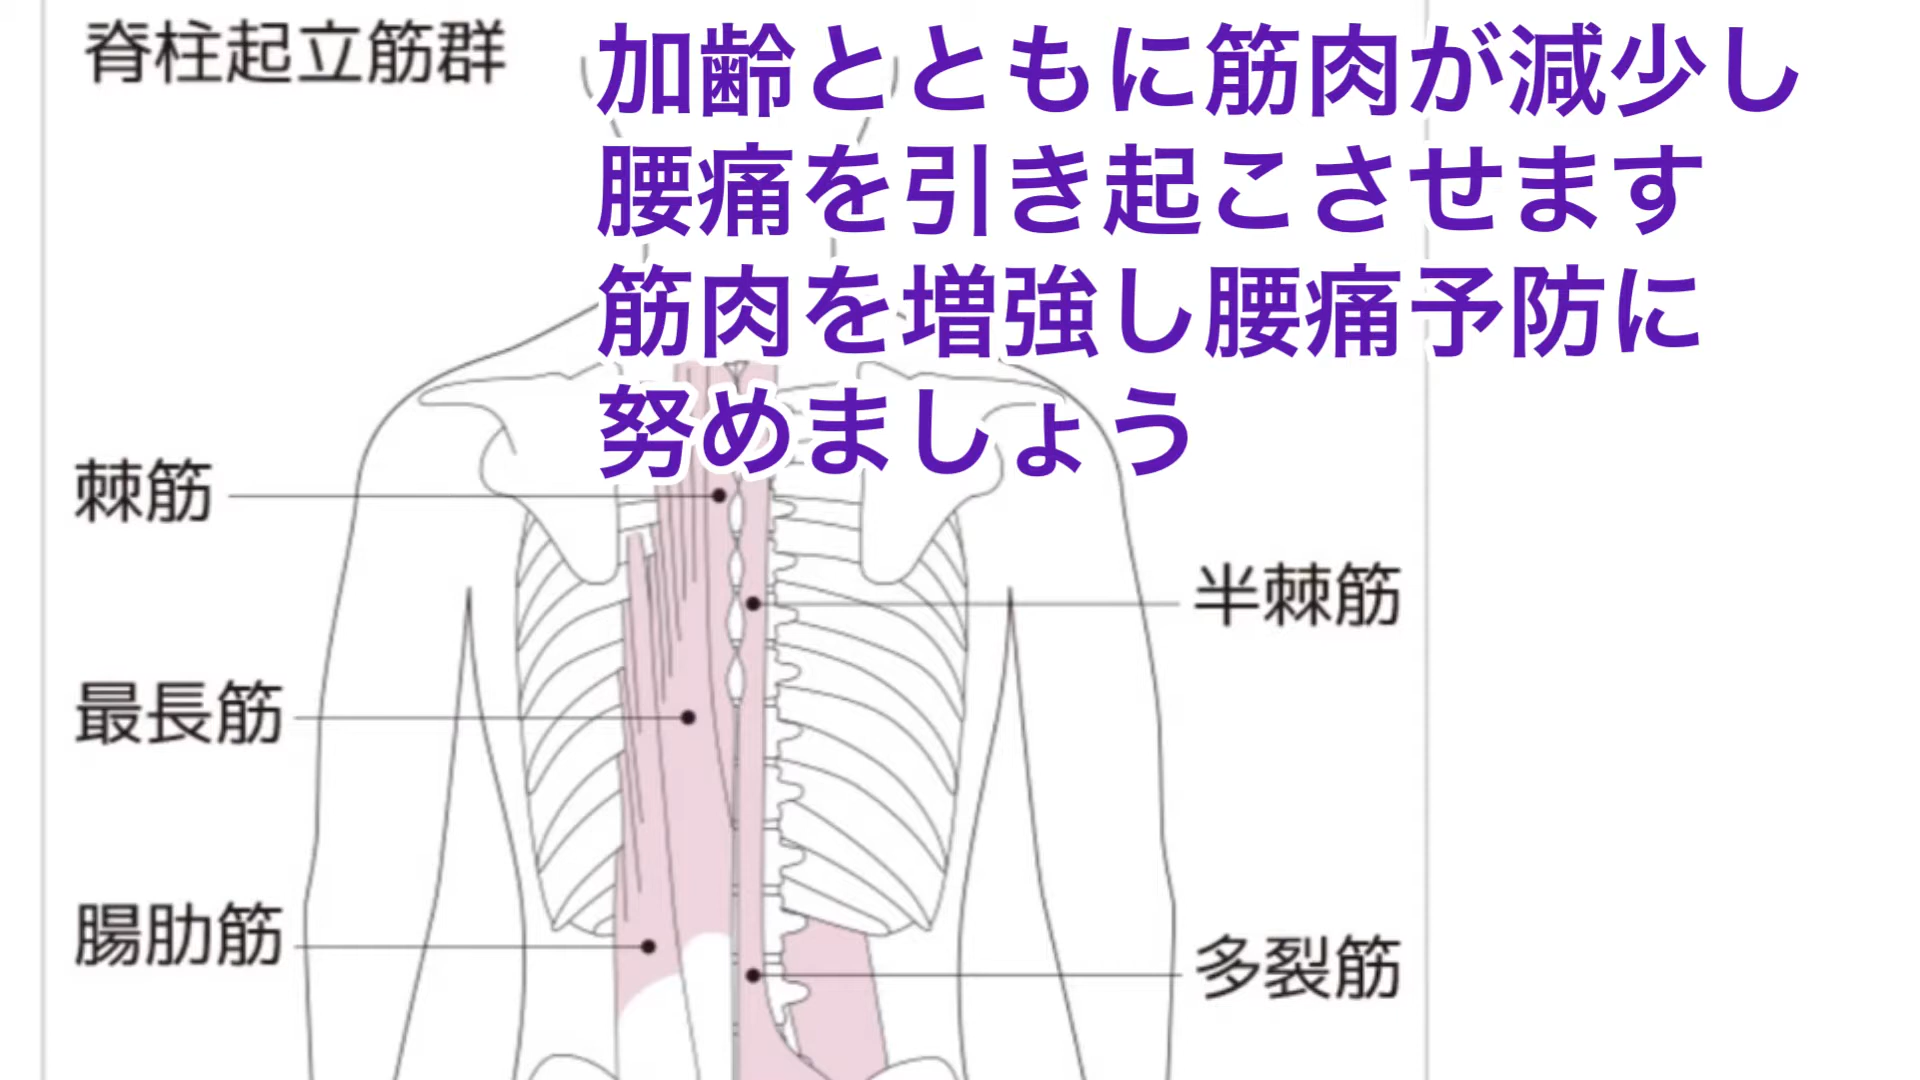 脊柱起立筋群
加齢とともに筋肉が減少し
腰痛を引き起こさせます
筋肉を増強し腰痛予防に
努めましょう
棘筋
半棘筋
最長筋
腸肋筋
多裂筋